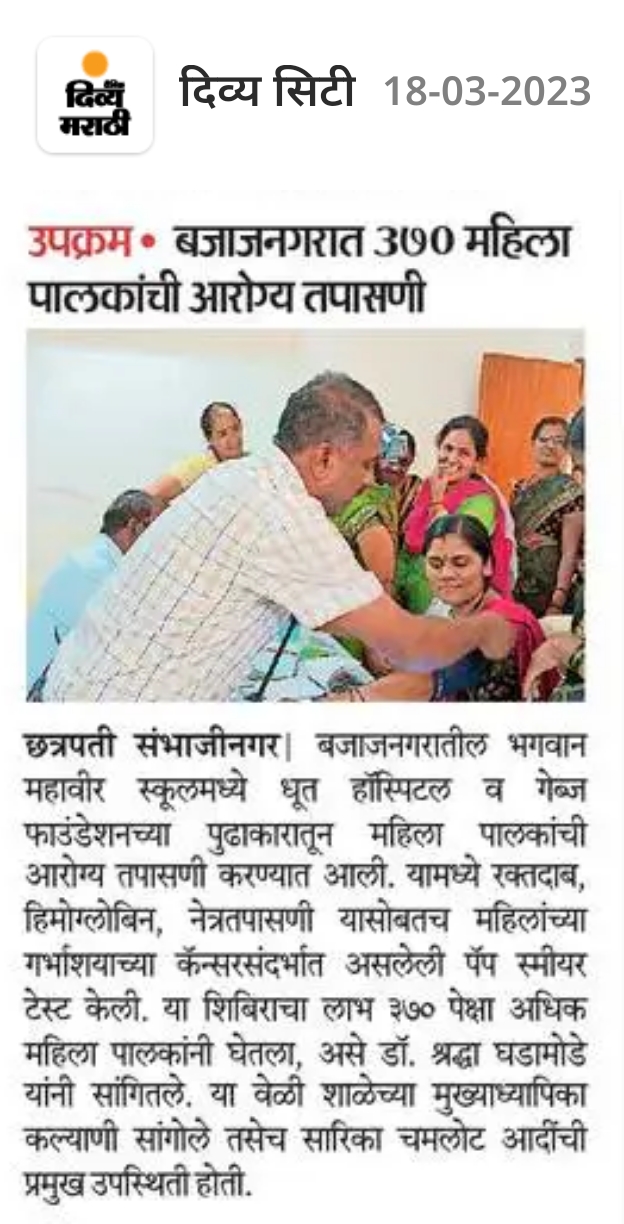 दिव्य
मराठी
दिव्य सिटी 18-03-2023
उपक्रम • बजाजनगरात 370 महिला
पालकांची आरोग्य तपासणी
छत्रपती संभाजीनगर| बजाजनगरातील भगवान
महावीर स्कूलमध्ये धूत हॉस्पिटल व गेब्ज
फाउंडेशनच्या पुढाकारातून महिला पालकांची
आरोग्य तपासणी करण्यात आली. यामध्ये रक्तदाब,
हिमोग्लोबिन, नेत्रतपासणी यासोबतच महिलांच्या
गर्भाशयाच्या कॅन्सरसंदर्भात असलेली पॅप स्मीयर
टेस्ट केली. या शिबिराचा लाभ ३७० पेक्षा अधिक
महिला पालकांनी घेतला, असे डॉ. श्रद्धा घडामोडे
यांनी सांगितले. या वेळी शाळेच्या मुख्याध्यापिका
कल्याणी सांगोले तसेच सारिका चमलोट आदींची
प्रमुख उपस्थिती होती.